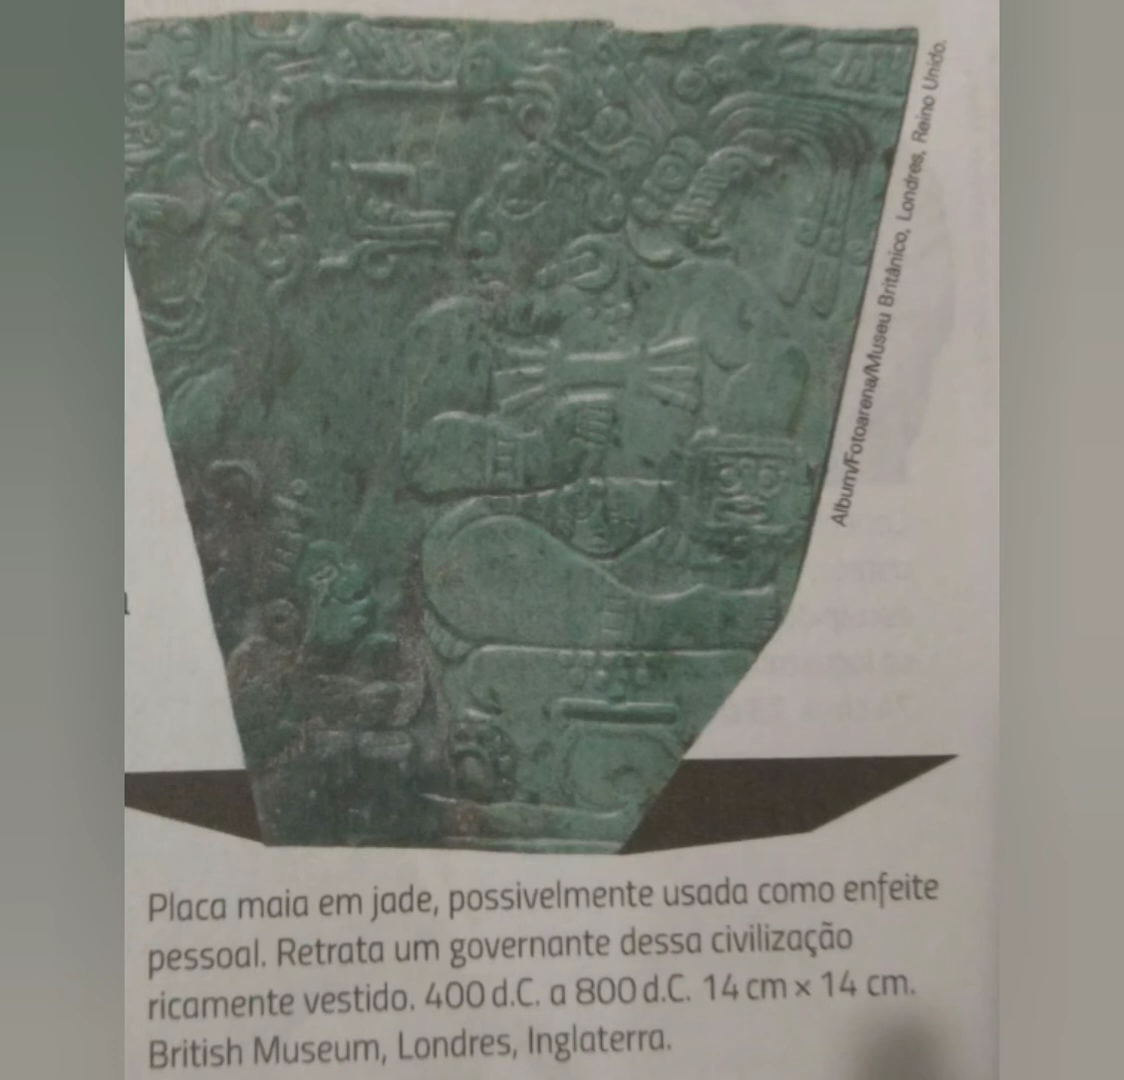 Album/Fotoarena/Museu Britânico, Londres, Reino Unido.
Placa maia em jade, possivelmente usada como enfeite
pessoal. Retrata um governante dessa civilização
ricamente vestido. 400 d.C. a 800 d.C. 14 cm x 14 cm.
British Museum, Londres, Inglaterra.